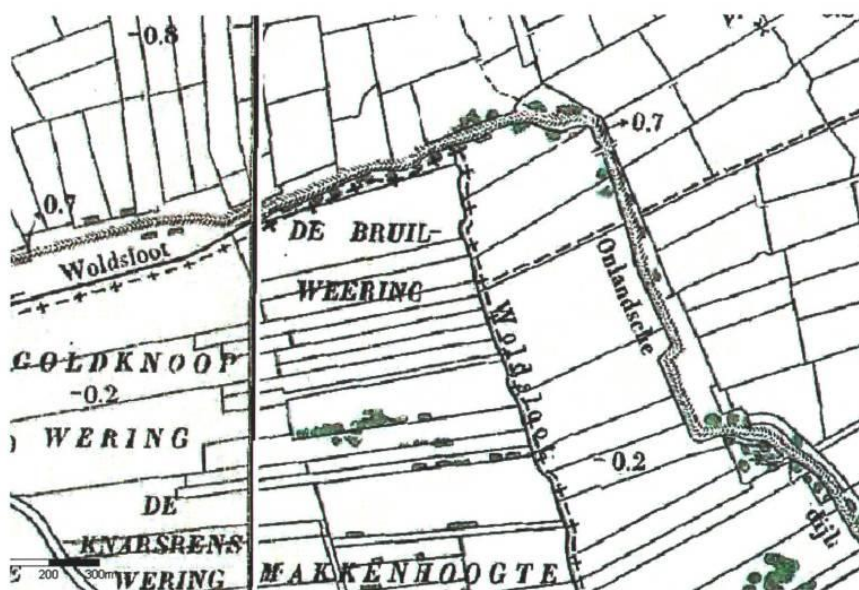 -0.8
0.7
0.7
Woldsloot
DE BRUIL-
WEERING
Onlandsche
Woldsloot
GOLDKNOOP
-0.2
WERING
-0.2
DE
dijk
KNARSRENS
200 300m
WERING
MAKKENHOOGTE